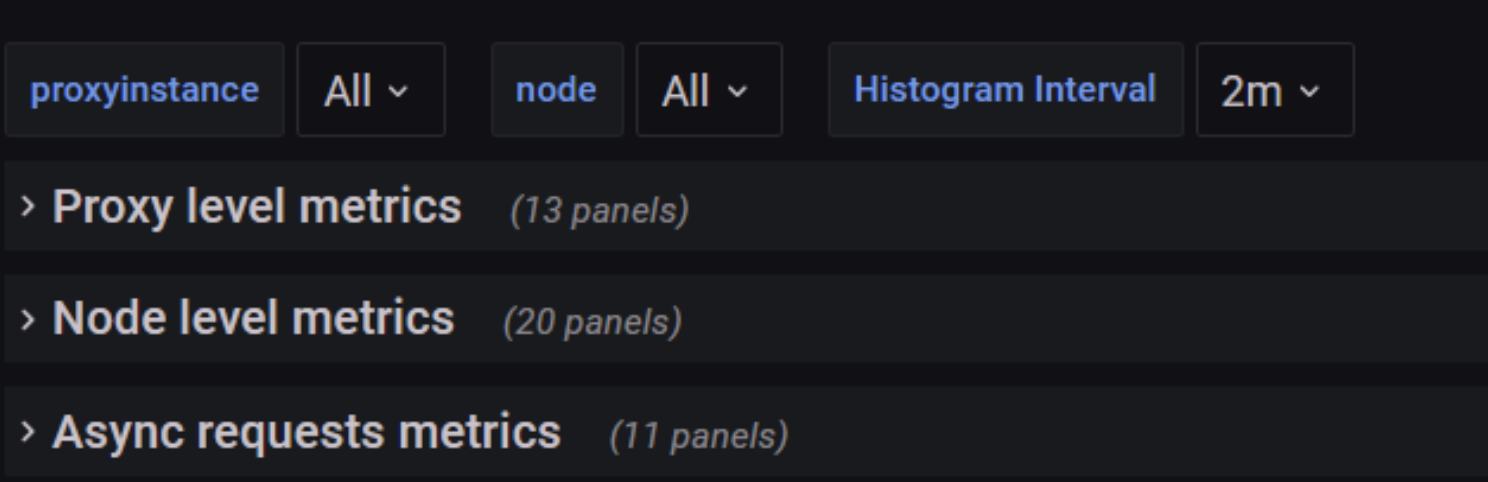 proxyinstance All node All Histogram Interval 2m
Proxy level metrics (13 panels)
Node level metrics (20 panels)
Async requests metrics (11 panels)